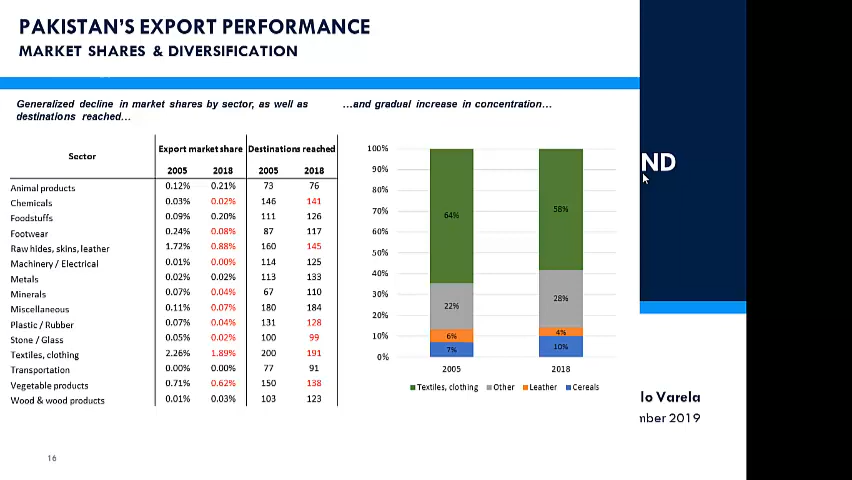 PAKISTAN'S EXPORT PERFORMANCE
MARKET SHARES & DIVERSIFICATION
Generalized decline in market shares by sector, as well as
destinations reached…
Sector Export market share Destinations reached
2005 2018 2005 2018
Animal products 0.12% 0.21% 73 76
Chemicals 0.03% 0.02% 146 141
Foodstuffs 0.09% 0.20% 111 126
Footwear 0.24% 0.08% 87 117
Raw hides, skins, leather 1.72% 0.88% 160 145
Machinery / Electrical 0.01% 0.00% 114 125
Metals 0.02% 0.02% 113 133
Minerals 0.07% 0.04% 67 110
Miscellaneous 0.11% 0.07% 180 184
Plastic / Rubber 0.07% 0.04% 131 128
Stone / Glass 0.05% 0.02% 100 99
Textiles, clothing 2.26% 1.89% 200 191
Transportation 0.00% 0.00% 77 91
Vegetable products 0.71% 0.62% 150 138
Wood & wood products 0.01% 0.03% 103 123
…and gradual increase in concentration…
100%
90%
80%
70%
60%
50%
40%
30%
20%
10%
0%
64% 58%
22% 28%
6% 4%
7% 10%
2005 2018
Textiles, clothing Other Leather Cereals
16
ND
lo Varela
mber 2019